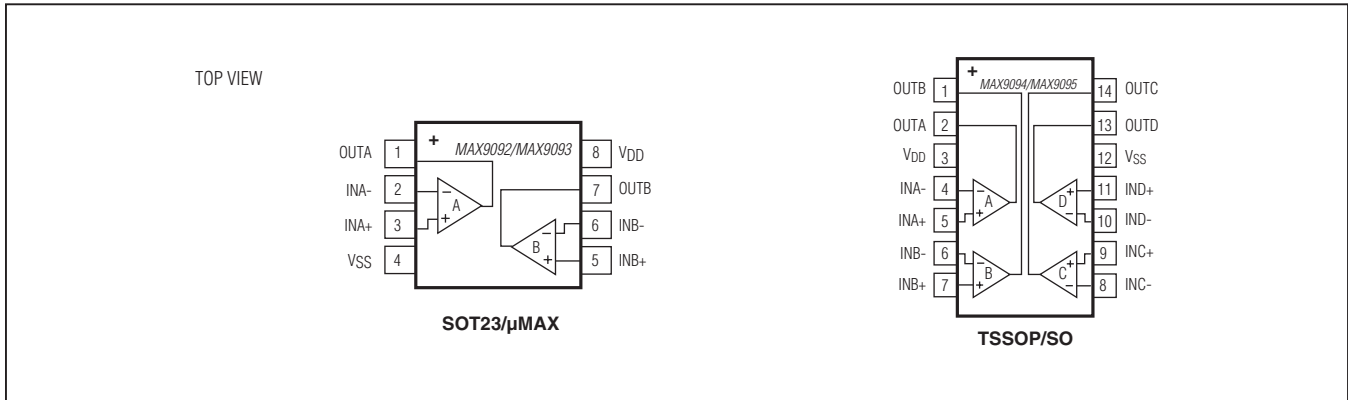 TOP VIEW
+
MAX9092/MAX9093
OUTA 1
INA- 2
INA+ 3
VSS 4
8 VDD
7 OUTB
6 INB-
5 INB+
- A +
- B +
SOT23/µMAX
+
MAX9094/MAX9095
OUTB 1
OUTA 2
VDD 3
INA- 4
INA+ 5
INB- 6
INB+ 7
14 OUTC
13 OUTD
12 VSS
11 IND+
10 IND-
9 INC+
8 INC-
- A +
+ D -
- B +
+ C -
TSSOP/SO